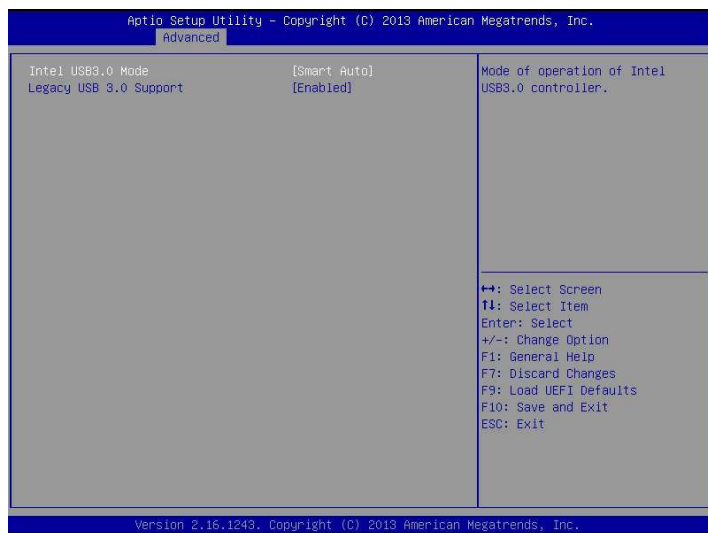 Aptio Setup Utility – Copyright (C) 2013 American Megatrends, Inc.
Advanced
Intel USB3.0 Mode [Smart Auto]
Legacy USB 3.0 Support [Enabled]
Mode of operation of Intel
USB3.0 controller.
↔: Select Screen
↑↓: Select Item
Enter: Select
+/-: Change Option
F1: General Help
F7: Discard Changes
F9: Load UEFI Defaults
F10: Save and Exit
ESC: Exit
Version 2.16.1243. Copyright (C) 2013 American Megatrends, Inc.